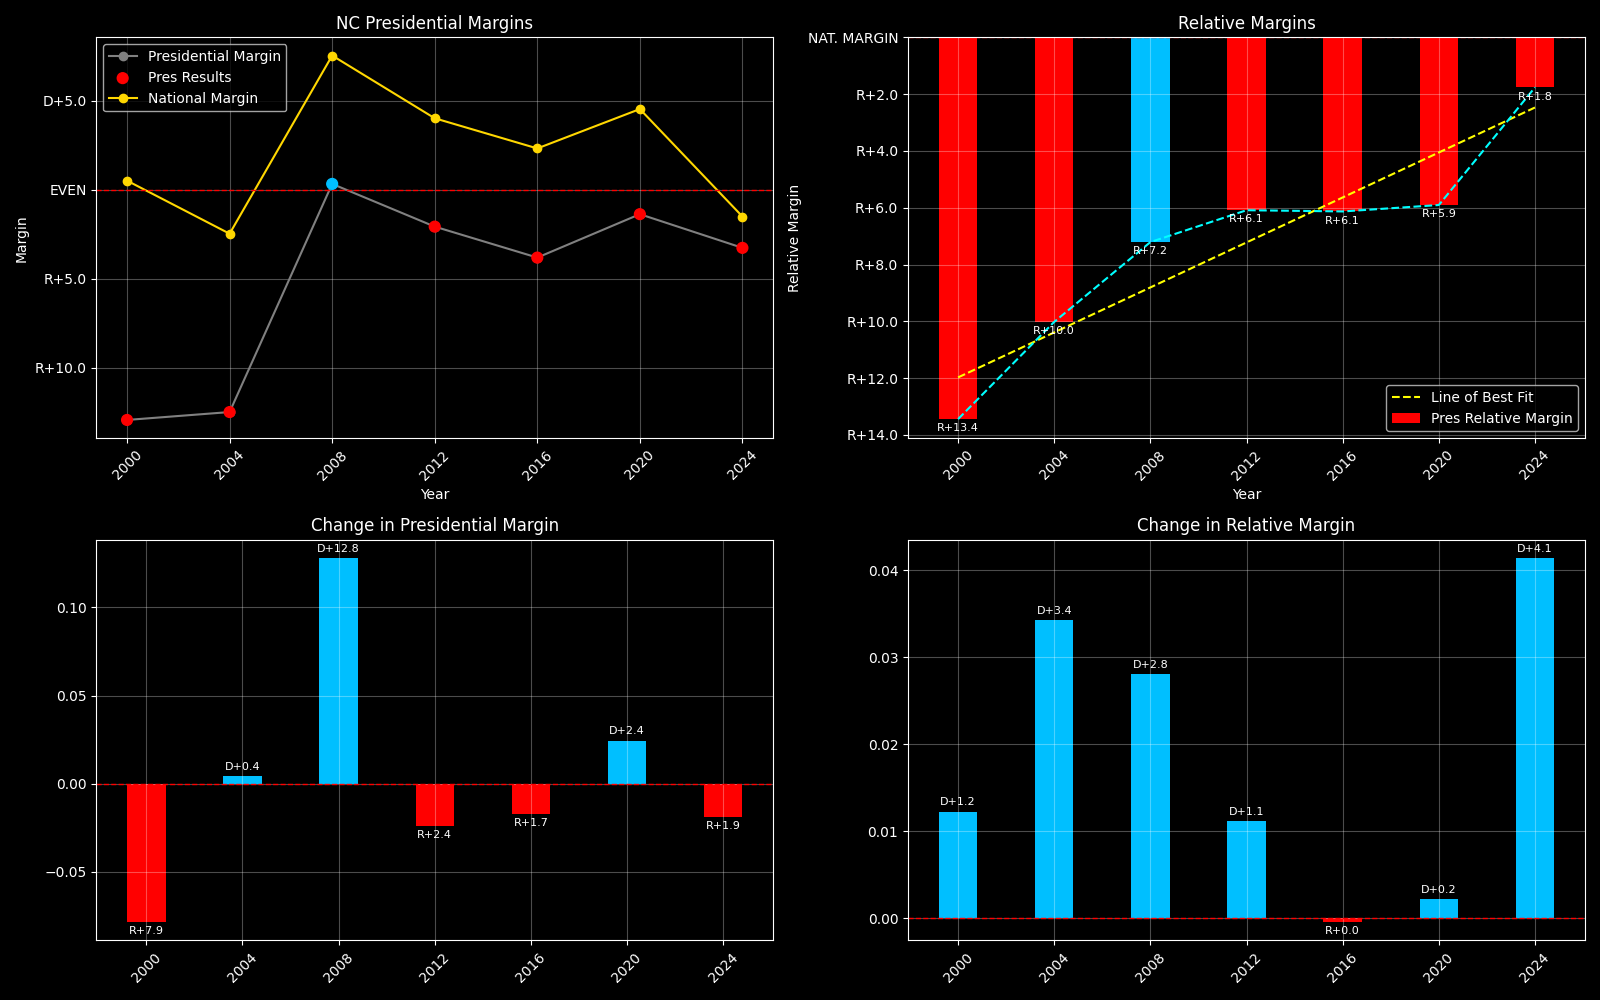 NC Presidential Margins
Presidential Margin
Pres Results
National Margin
D+5.0
EVEN
R+5.0
R+10.0
Margin
2000
2004
2008
2012
2016
2020
2024
Year
Relative Margins
NAT. MARGIN
R+2.0
R+4.0
R+6.0
R+8.0
R+10.0
R+12.0
R+14.0
Relative Margin
R+13.4
R+10.0
R+7.2
R+6.1
R+6.1
R+5.9
R+1.8
Line of Best Fit
Pres Relative Margin
2000
2004
2008
2012
2016
2020
2024
Year
Change in Presidential Margin
0.10
0.05
0.00
−0.05
R+7.9
D+0.4
D+12.8
R+2.4
R+1.7
D+2.4
R+1.9
2000
2004
2008
2012
2016
2020
2024
Change in Relative Margin
0.04
0.03
0.02
0.01
0.00
D+1.2
D+3.4
D+2.8
D+1.1
R+0.0
D+0.2
D+4.1
2000
2004
2008
2012
2016
2020
2024